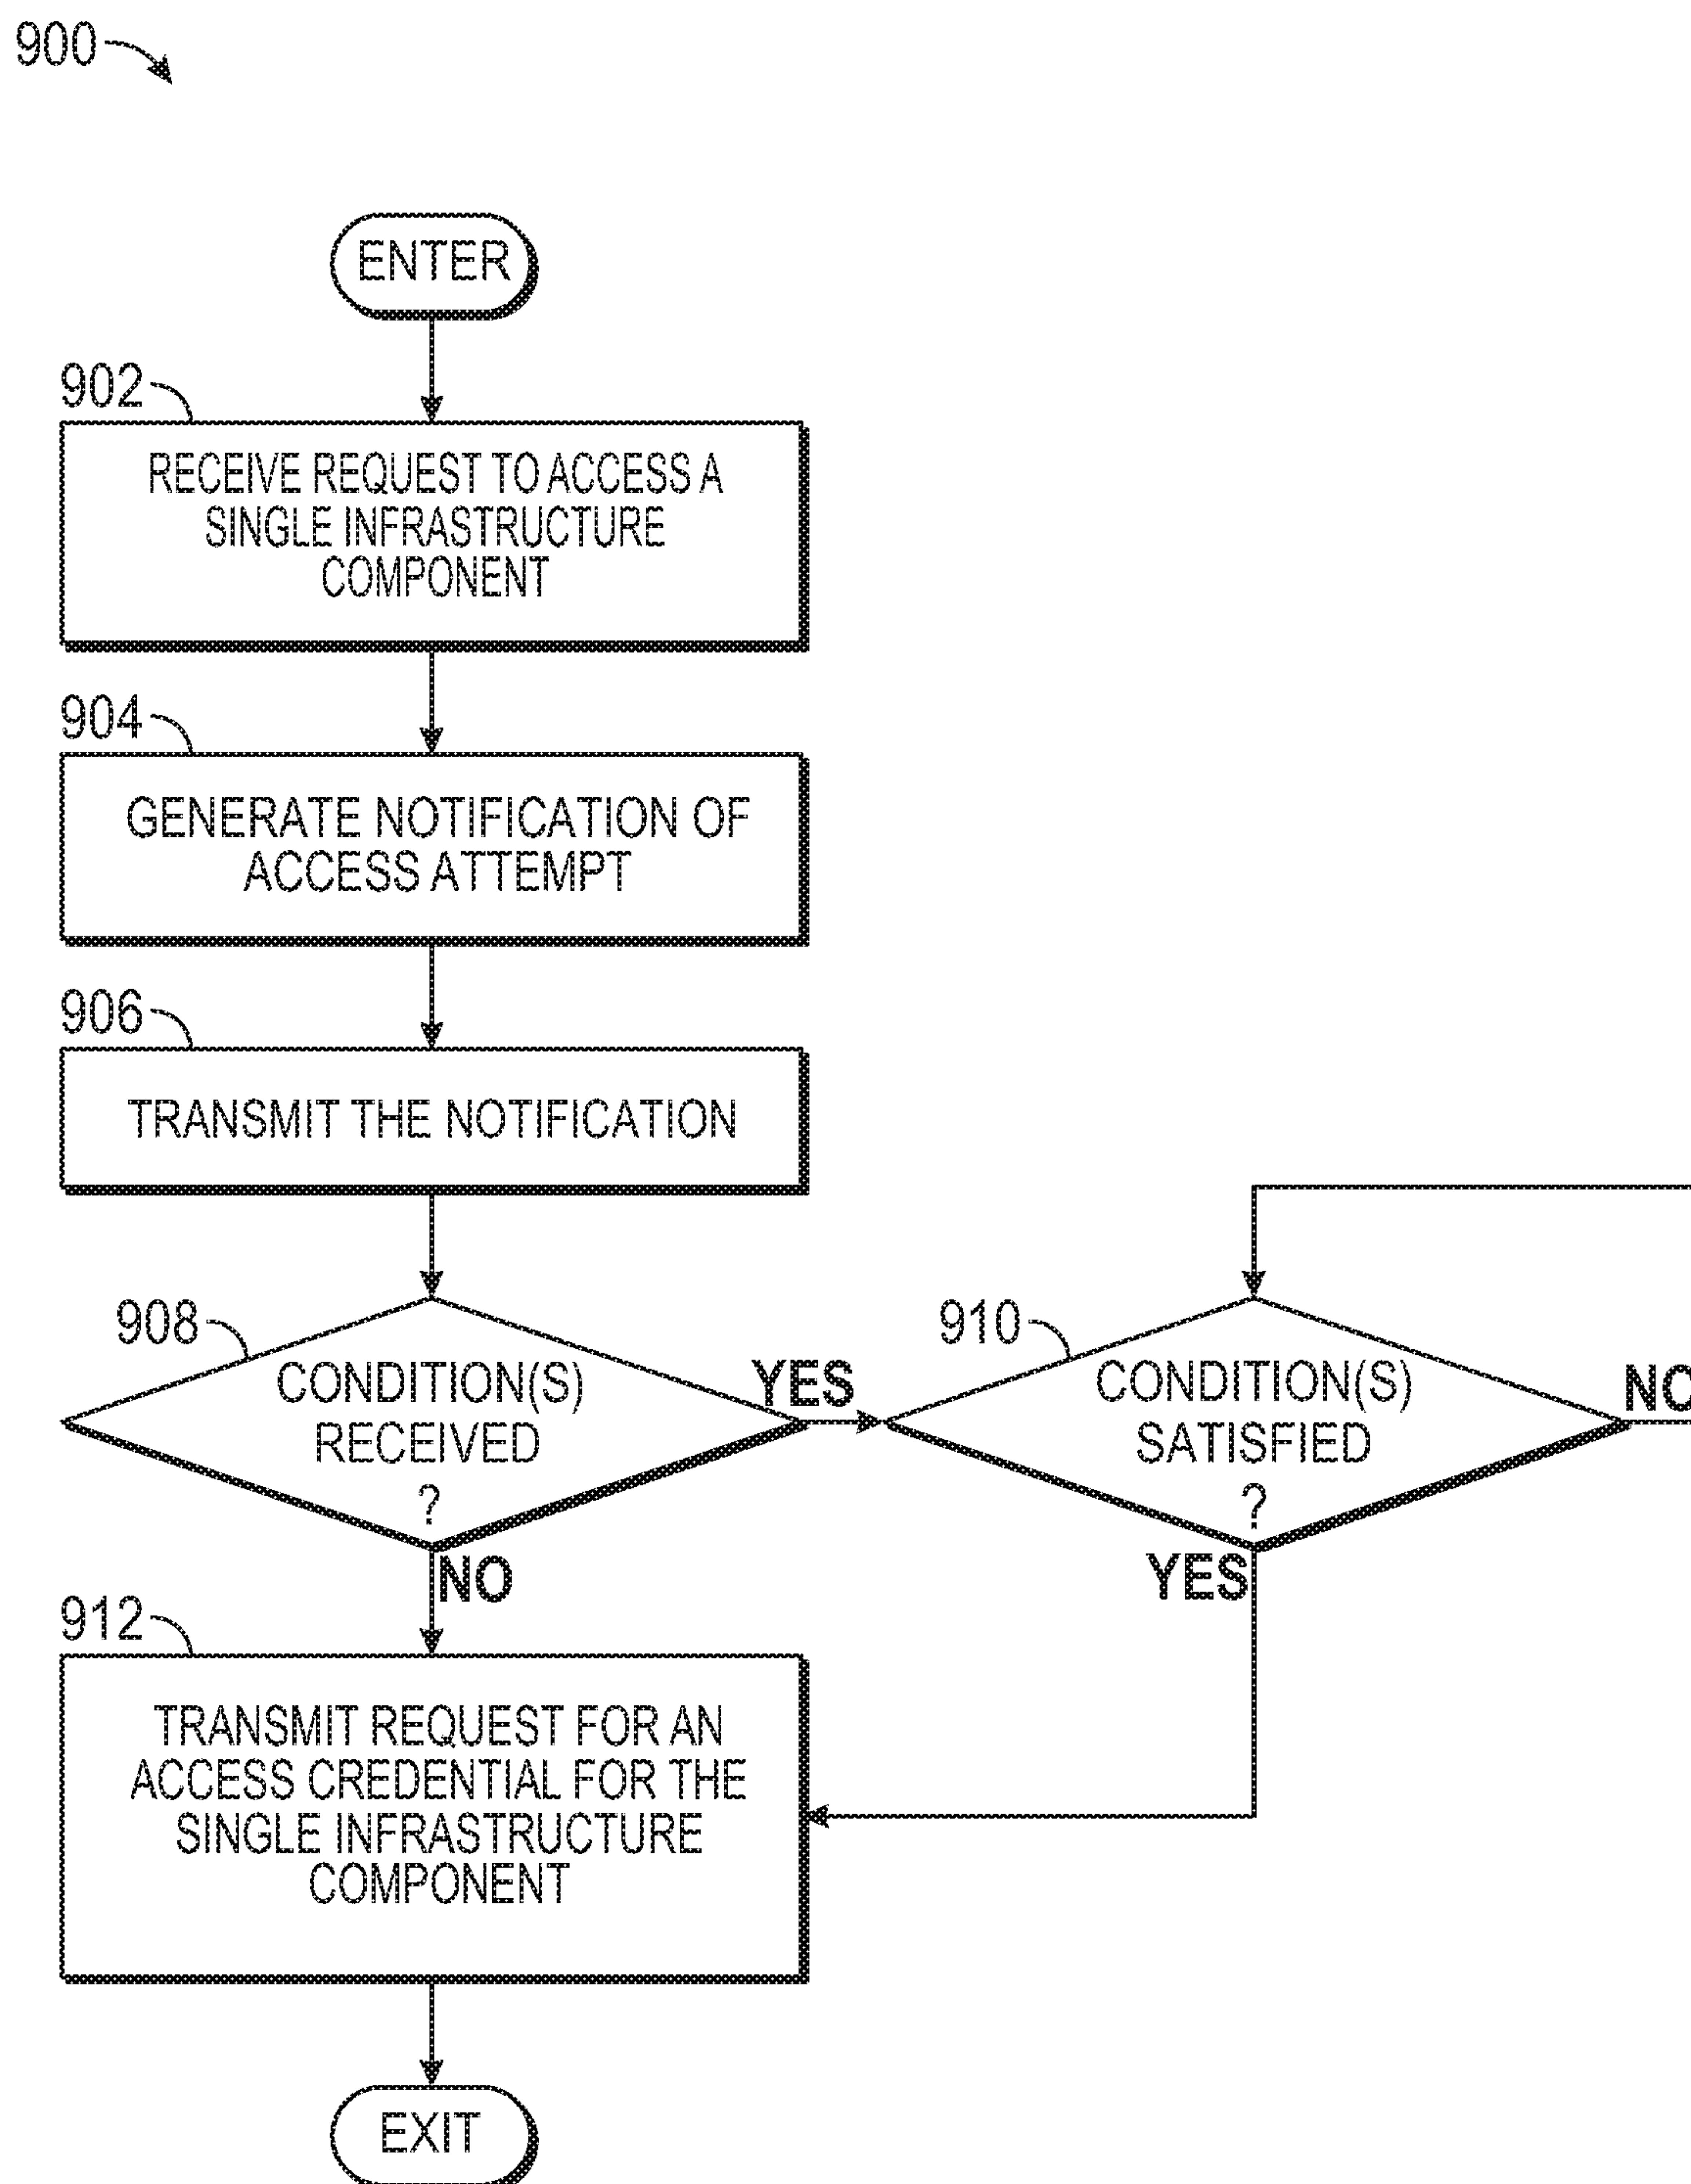 900
ENTER
902
RECEIVE REQUEST TO ACCESS A
SINGLE INFRASTRUCTURE
COMPONENT
904
GENERATE NOTIFICATION OF
ACCESS ATTEMPT
906
TRANSMIT THE NOTIFICATION
908
CONDITION(S)
RECEIVED
?
YES
NO
910
CONDITION(S)
SATISFIED
?
NO
YES
912
TRANSMIT REQUEST FOR AN
ACCESS CREDENTIAL FOR THE
SINGLE INFRASTRUCTURE
COMPONENT
EXIT